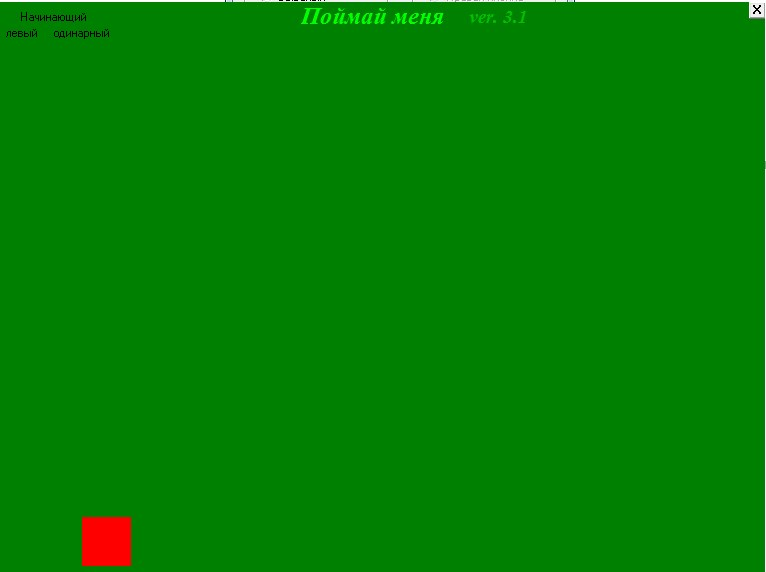 Поймай меня ver. 3.1
Начинающий
левый одинарный